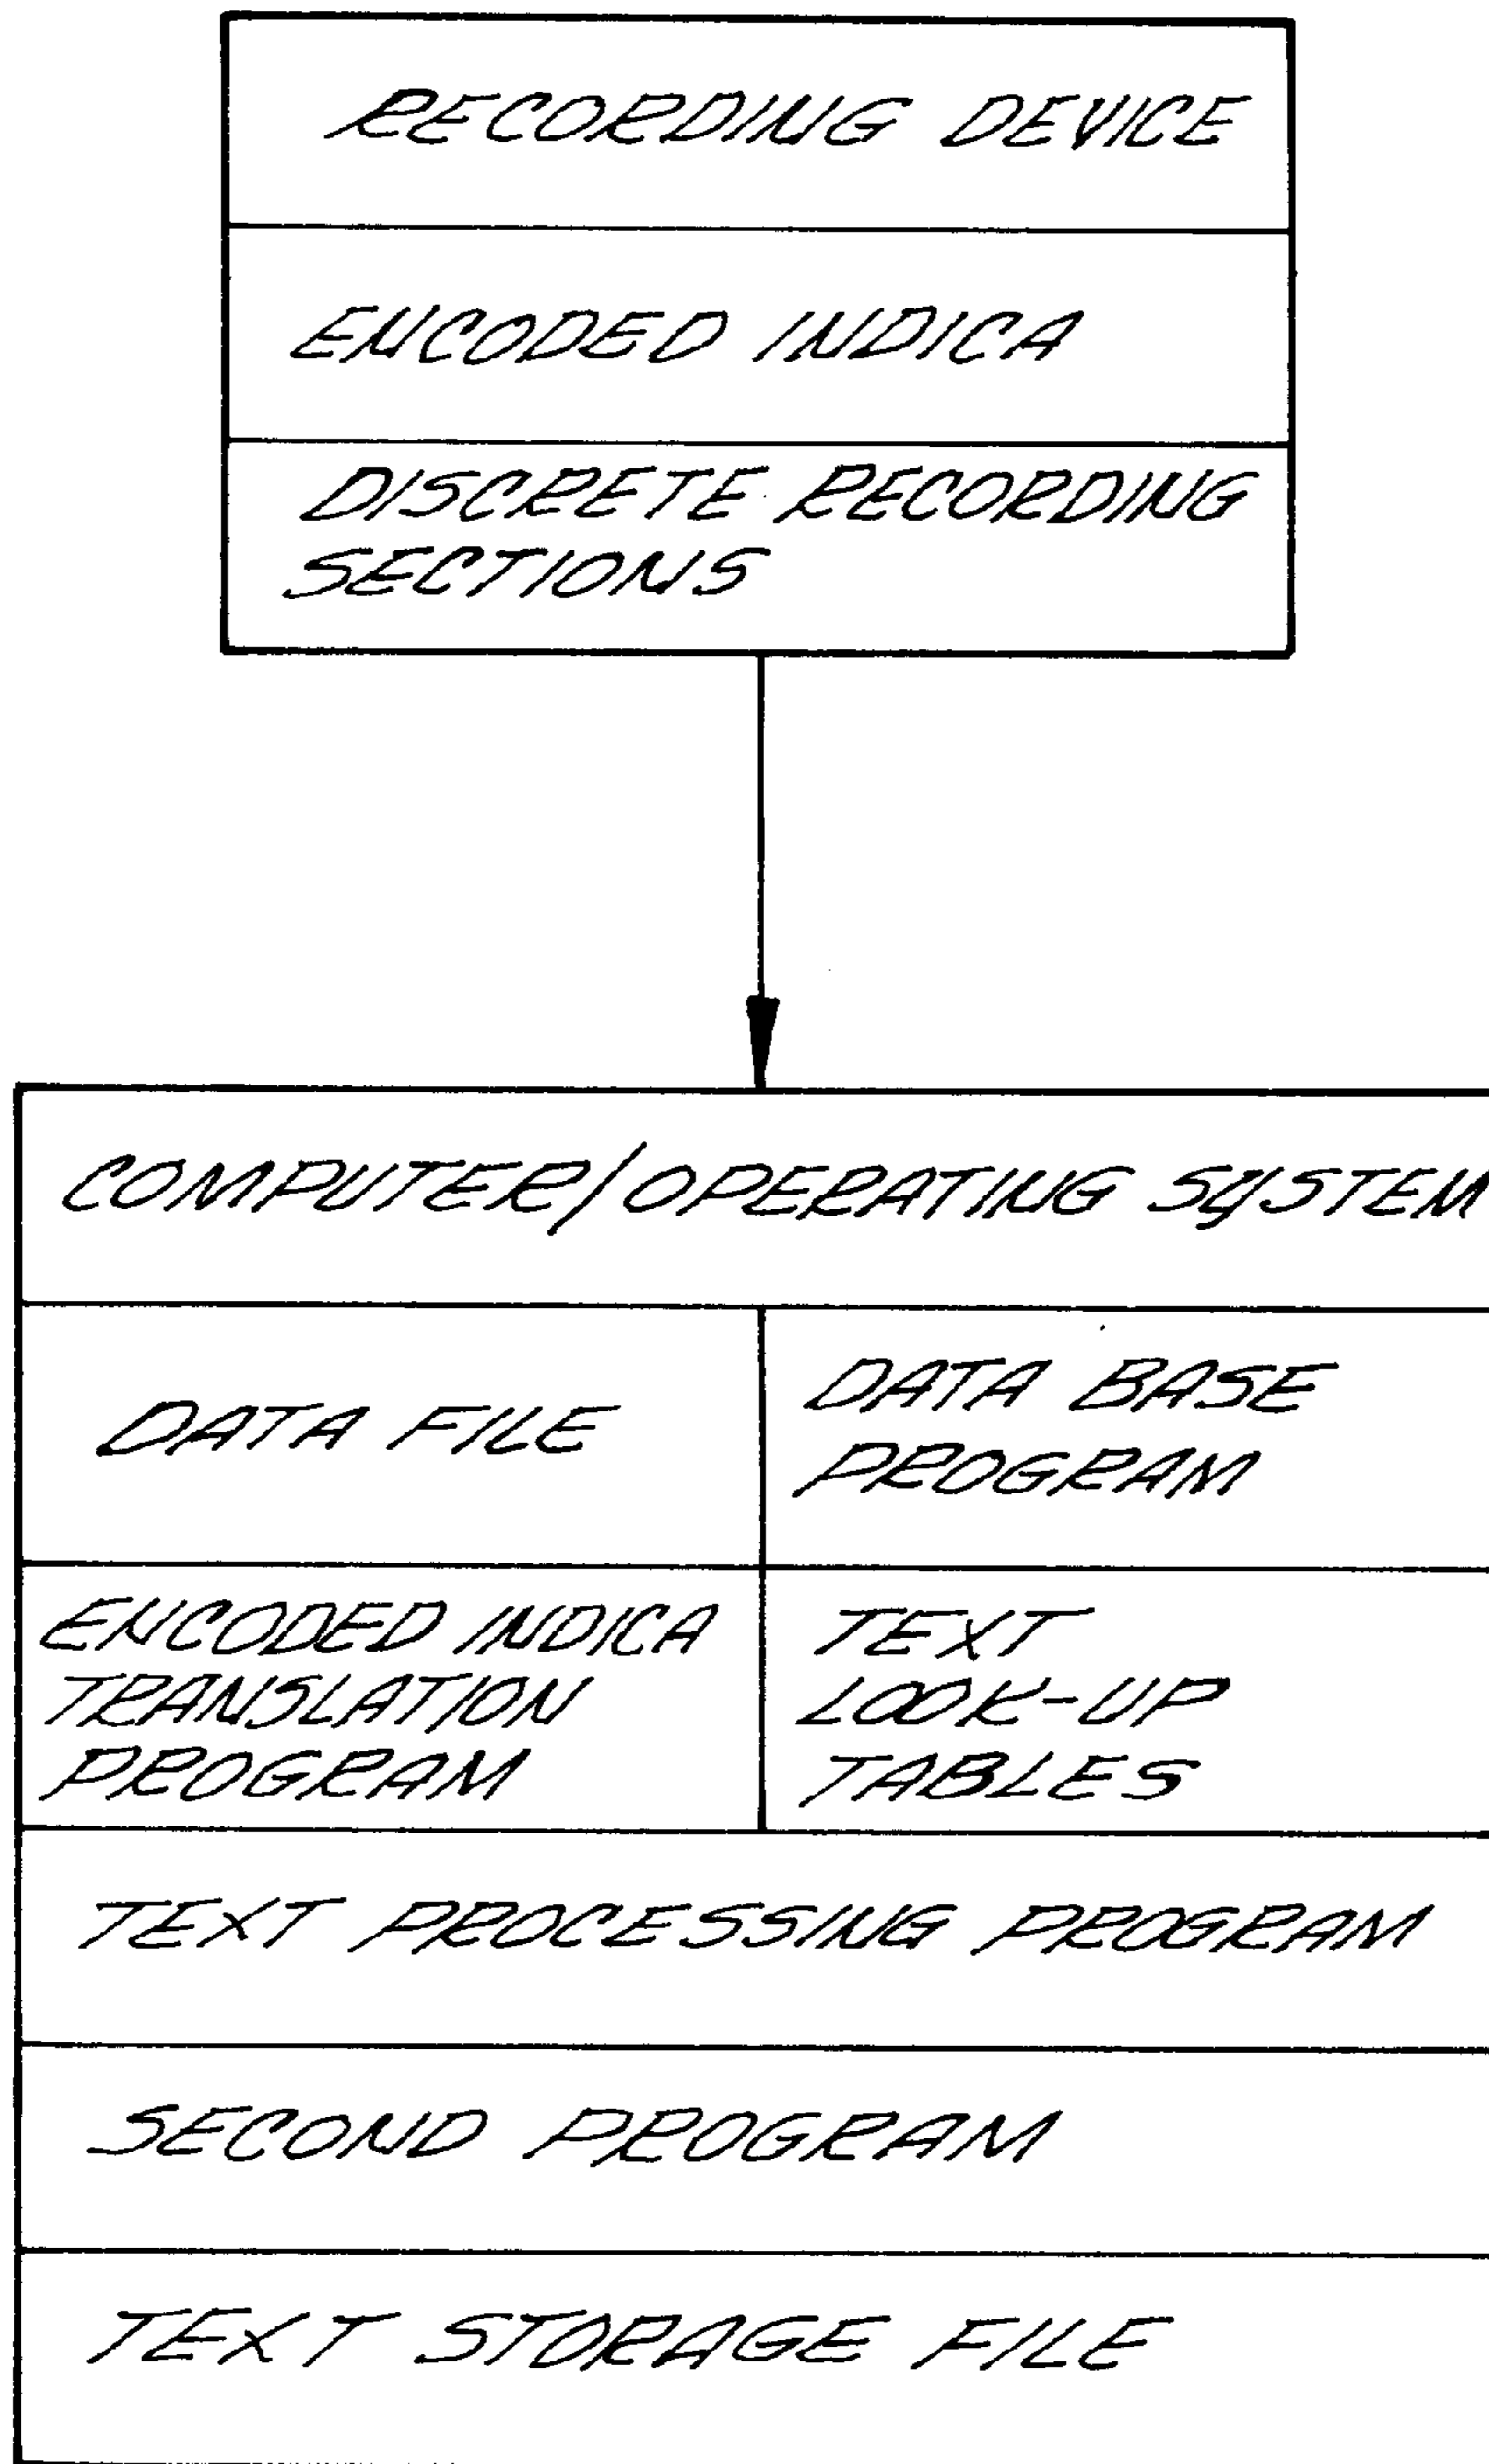 RECORDING DEVICE
ENCODED INDICA
DISCRETE RECORDING
SECTIONS
COMPUTER/OPERATING SYSTEM
DATA FILE
DATA BASE
PROGRAM
ENCODED INDICA
TRANSLATION
PROGRAM
TEXT
LOOK-UP
TABLES
TEXT PROCESSING PROGRAM
SECOND PROGRAM
TEXT STORAGE FILE